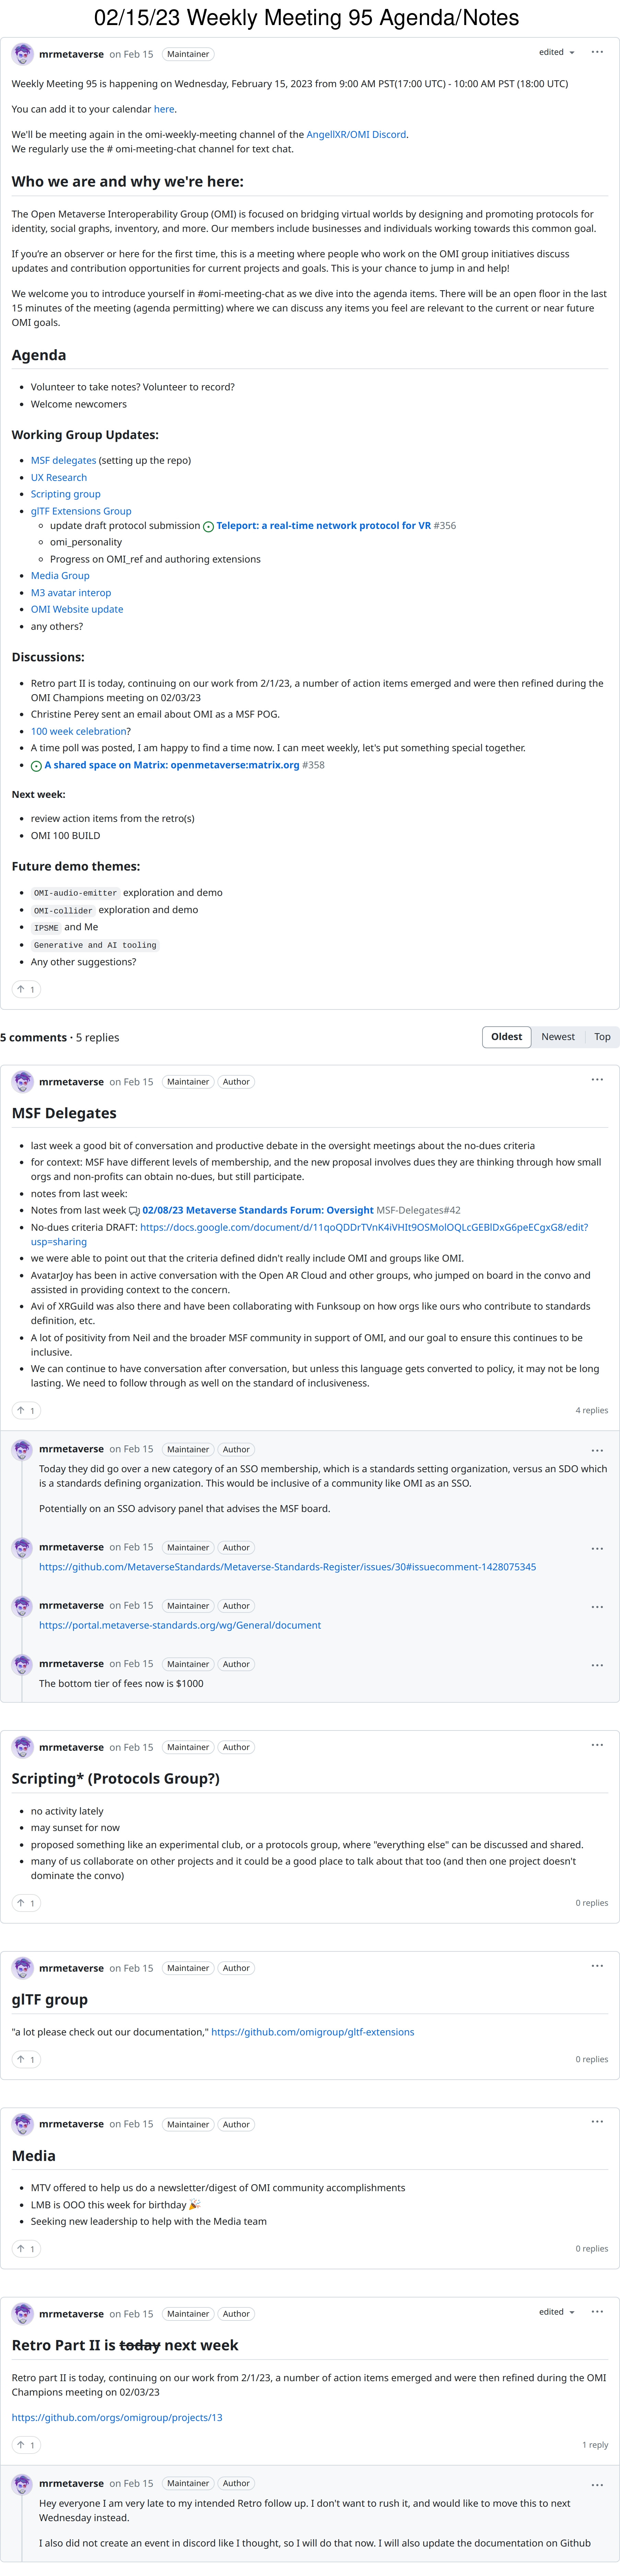 02/15/23 Weekly Meeting 95 Agenda/Notes
mrmetaverse on Feb 15 Maintainer edited
Weekly Meeting 95 is happening on Wednesday, February 15, 2023 from 9:00 AM PST(17:00 UTC) - 10:00 AM PST (18:00 UTC)
You can add it to your calendar here.
We'll be meeting again in the omi-weekly-meeting channel of the AngellXR/OMI Discord.
We regularly use the # omi-meeting-chat channel for text chat.
Who we are and why we're here:
The Open Metaverse Interoperability Group (OMI) is focused on bridging virtual worlds by designing and promoting protocols for
identity, social graphs, inventory, and more. Our members include businesses and individuals working towards this common goal.
If you're an observer or here for the first time, this is a meeting where people who work on the OMI group initiatives discuss
updates and contribution opportunities for current projects and goals. This is your chance to jump in and help!
We welcome you to introduce yourself in #omi-meeting-chat as we dive into the agenda items. There will be an open floor in the last
15 minutes of the meeting (agenda permitting) where we can discuss any items you feel are relevant to the current or near future
OMI goals.
Agenda
• Volunteer to take notes? Volunteer to record?
• Welcome newcomers
Working Group Updates:
• MSF delegates (setting up the repo)
• UX Research
• Scripting group
• glTF Extensions Group
◦ update draft protocol submission Teleport: a real-time network protocol for VR #356
◦ omi_personality
◦ Progress on OMI_ref and authoring extensions
• Media Group
• M3 avatar interop
• OMI Website update
• any others?
Discussions:
• Retro part II is today, continuing on our work from 2/1/23, a number of action items emerged and were then refined during the
OMI Champions meeting on 02/03/23
• Christine Perey sent an email about OMI as a MSF POG.
• 100 week celebration?
• A time poll was posted, I am happy to find a time now. I can meet weekly, let's put something special together.
• A shared space on Matrix: openmetaverse:matrix.org #358
Next week:
• review action items from the retro(s)
• OMI 100 BUILD
Future demo themes:
• OMI-audio-emitter exploration and demo
• OMI-collider exploration and demo
• IPSME and Me
• Generative and AI tooling
• Any other suggestions?
↑ 1
5 comments · 5 replies Oldest Newest Top
mrmetaverse on Feb 15 Maintainer Author
MSF Delegates
• last week a good bit of conversation and productive debate in the oversight meetings about the no-dues criteria
• for context: MSF have different levels of membership, and the new proposal involves dues they are thinking through how small
orgs and non-profits can obtain no-dues, but still participate.
• notes from last week:
• Notes from last week 02/08/23 Metaverse Standards Forum: Oversight MSF-Delegates#42
• No-dues criteria DRAFT: https://docs.google.com/document/d/11qoQDDrTVnK4iVHIt9OSMolOQLcGEBlDxG6peECgxG8/edit?
usp=sharing
• we were able to point out that the criteria defined didn't really include OMI and groups like OMI.
• AvatarJoy has been in active conversation with the Open AR Cloud and other groups, who jumped on board in the convo and
assisted in providing context to the concern.
• Avi of XRGuild was also there and have been collaborating with Funksoup on how orgs like ours who contribute to standards
definition, etc.
• A lot of positivity from Neil and the broader MSF community in support of OMI, and our goal to ensure this continues to be
inclusive.
• We can continue to have conversation after conversation, but unless this language gets converted to policy, it may not be long
lasting. We need to follow through as well on the standard of inclusiveness.
↑ 1 4 replies
mrmetaverse on Feb 15 Maintainer Author
Today they did go over a new category of an SSO membership, which is a standards setting organization, versus an SDO which
is a standards defining organization. This would be inclusive of a community like OMI as an SSO.
Potentially on an SSO advisory panel that advises the MSF board.
mrmetaverse on Feb 15 Maintainer Author
https://github.com/MetaverseStandards/Metaverse-Standards-Register/issues/30#issuecomment-1428075345
mrmetaverse on Feb 15 Maintainer Author
https://portal.metaverse-standards.org/wg/General/document
mrmetaverse on Feb 15 Maintainer Author
The bottom tier of fees now is $1000
mrmetaverse on Feb 15 Maintainer Author
Scripting* (Protocols Group?)
• no activity lately
• may sunset for now
• proposed something like an experimental club, or a protocols group, where "everything else" can be discussed and shared.
• many of us collaborate on other projects and it could be a good place to talk about that too (and then one project doesn't
dominate the convo)
↑ 1 0 replies
mrmetaverse on Feb 15 Maintainer Author
glTF group
"a lot please check out our documentation," https://github.com/omigroup/gltf-extensions
↑ 1 0 replies
mrmetaverse on Feb 15 Maintainer Author
Media
• MTV offered to help us do a newsletter/digest of OMI community accomplishments
• LMB is OOO this week for birthday 🎉
• Seeking new leadership to help with the Media team
↑ 1 0 replies
mrmetaverse on Feb 15 Maintainer Author edited
Retro Part II is today next week
Retro part II is today, continuing on our work from 2/1/23, a number of action items emerged and were then refined during the OMI
Champions meeting on 02/03/23
https://github.com/orgs/omigroup/projects/13
↑ 1 1 reply
mrmetaverse on Feb 15 Maintainer Author
Hey everyone I am very late to my intended Retro follow up. I don't want to rush it, and would like to move this to next
Wednesday instead.
I also did not create an event in discord like I thought, so I will do that now. I will also update the documentation on Github